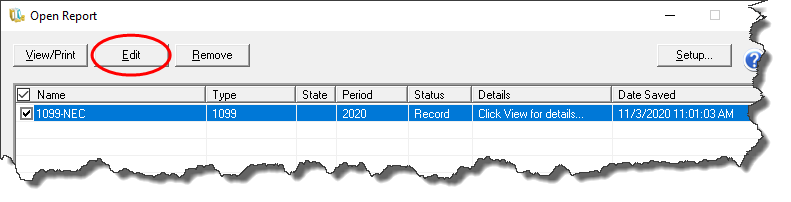 Open Report
View/Print Edit Remove Setup... ?
Name Type State Period Status Details Date Saved
1099-NEC 1099 2020 Record Click View for details... 11/3/2020 11:01:03 AM